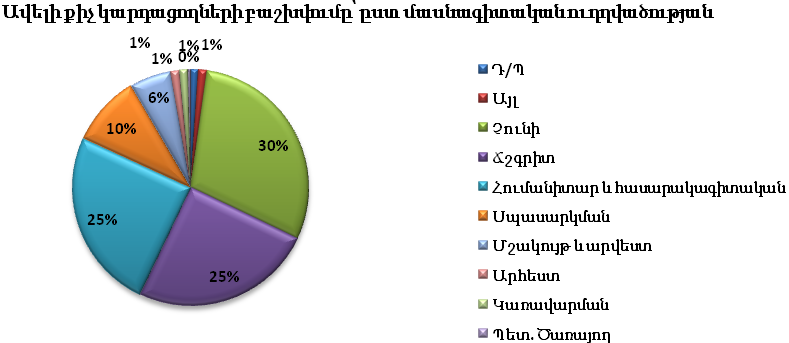 Ավելի քիչ կարդացողների բաշխվումը՝ ըստ մասնագիտական ուղղվածության
1%
1%
1%
1%
0%
6%
10%
30%
25%
25%
Դ/Պ
Այլ
Չունի
Ճշգրիտ
Հումանիտար և հասարակագիտական
Սպասարկման
Մշակույթ և արվեստ
Արհեստ
Կառավարման
Պետ. Ծառայող